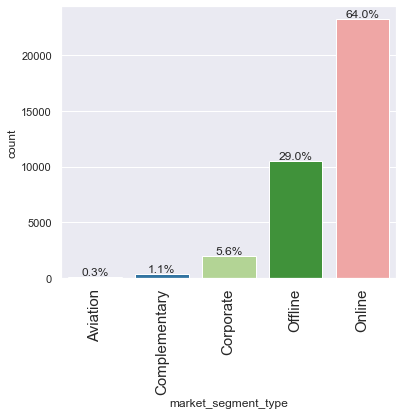 64.0%
20000
15000
count
29.0%
10000
5000
5.6%
0.3%
1.1%
0
Aviation
Complementary
Corporate
Offline
Online
market_segment_type